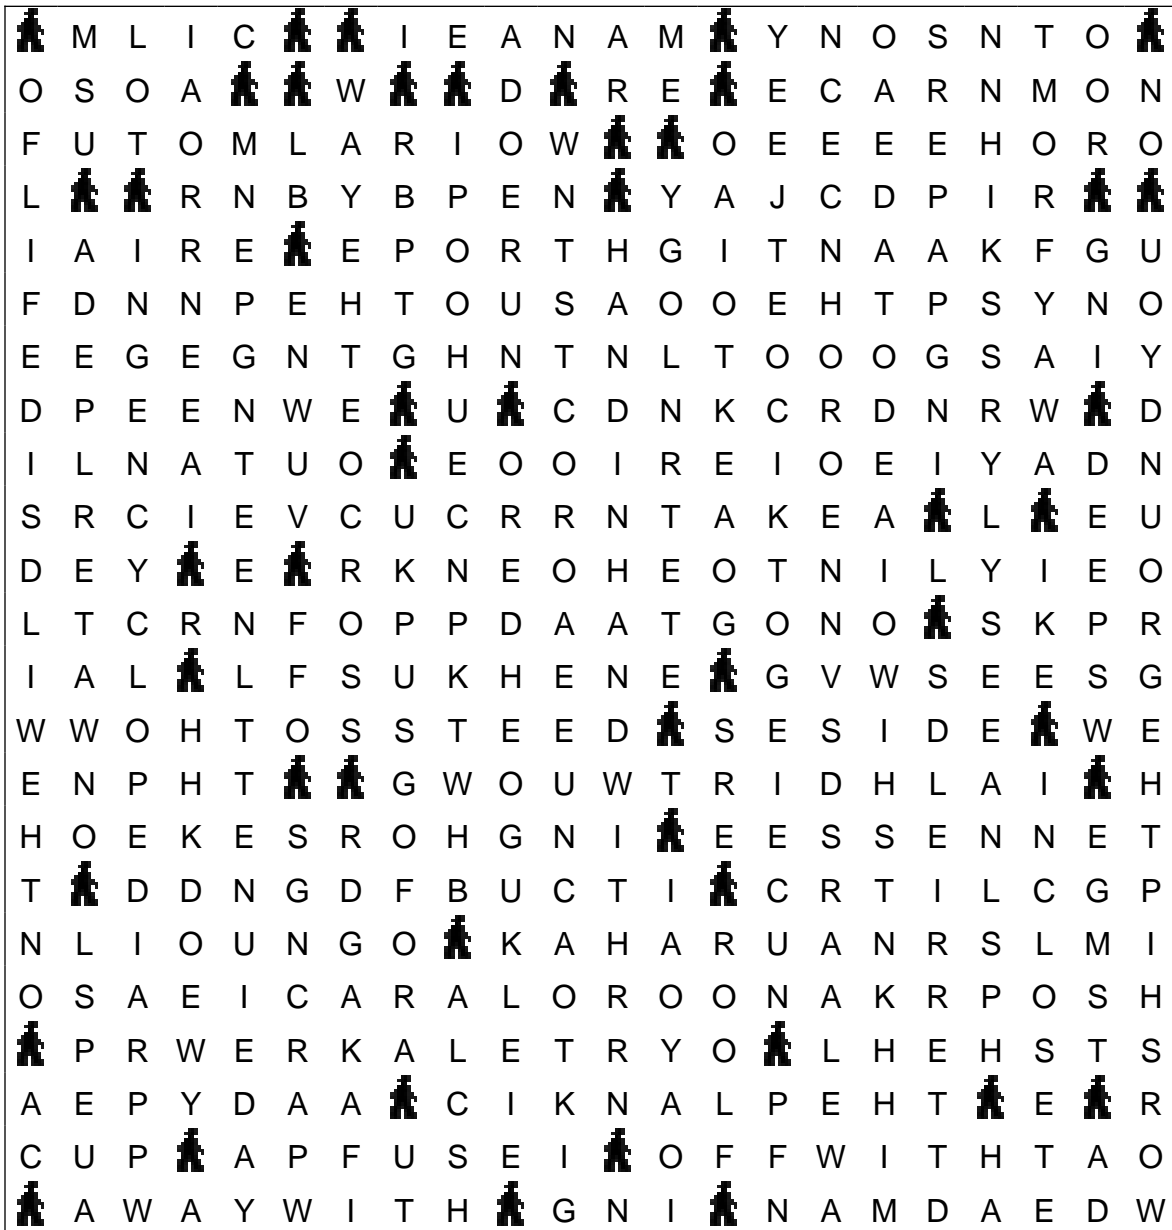 M L I C I E A N A M Y N O S N T O
O S O A W D R E E C A R N M O N
F U T O M L A R I O W O E E E E H O R O
L R N B Y B P E N Y A J C D P I R
I A I R E E P O R T H G I T N A A K F G U
F D N N P E H T O U S A O O E H T P S Y N O
E E G E G N T G H N T N L T O O O G S A I Y
D P E E N W E U C D N K C R D N R W D
I L N A T U O E O O I R E I O E I Y A D N
S R C I E V C U C R R N T A K E A L E U
D E Y E R K N E O H E O T N I L Y I E O
L T C R N F O P P D A A T G O N O S K P R
I A L L F S U K H E N E G V W S E E S G
W W O H T O S S T E E D S E S I D E W E
E N P H T G W O U W T R I D H L A I H
H O E K E S R O H G N I E E S S E N N E T
T D D N G D F B U C T I C R T I L C G P
N L I O U N G O K A H A R U A N R S L M I
O S A E I C A R A L O R O O N A K R P O S H
P R W E R K A L E T R Y O L H E H S T S
A E P Y D A A C I K N A L P E H T E R
C U P A P F U S E I O F F W I T H T A O
A W A Y W I T H G N I N A M D A E D W